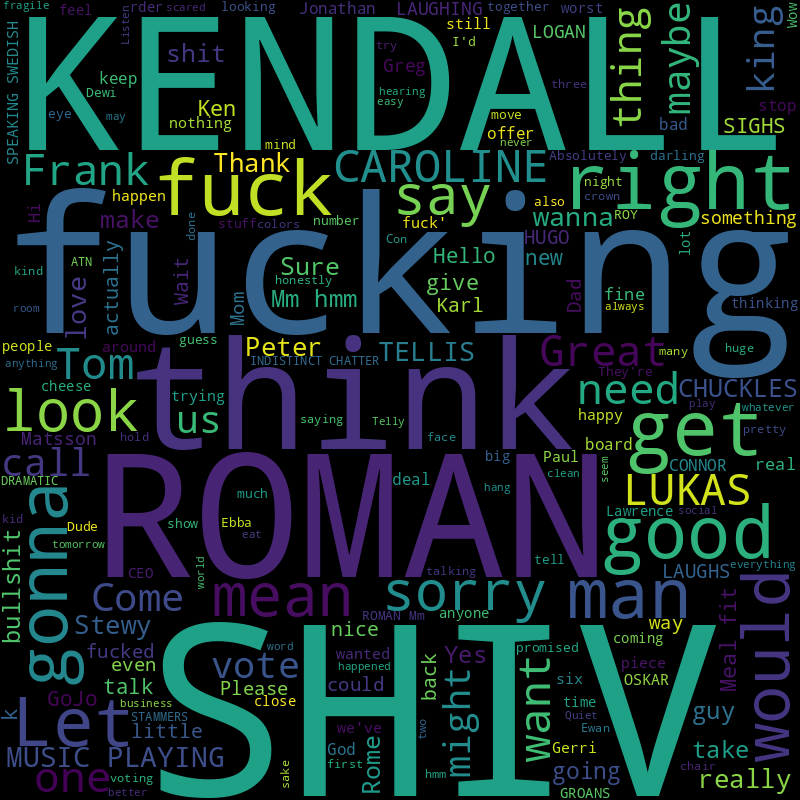 fragile
feel
rder
scared
Listen
looking
Jonathan
LAUGHING
together
worst
Wow
SPEAKING SWEDISH
KENDALL
shit
try
Greg
still
I'd
LOGAN
thing
maybe
king
keep
Dewi
eye
may
Ken
nothing
hearing
easy
move
offer
never
bad
stop
SIGHS
Frank
Thank
mind
CAROLINE
Absolutely
darling
happen
fuck
say
right
night
crown
Hi
make
done
stuff
colors
number
fuck'
also
wanna
ROY
something
fucking
kind
ATN
actually
Wait
Sure
honestly
Mm hmm
Con
Hello
give
Karl
HUGO
new
Dad
fine
always
lot
thinking
room
love
Mom
people
around
guess
Peter
INDISTINCT CHATTER
TELLIS
Great
They're
many
huge
anything
Tom
think
cheese
look
trying
us
saying
Telly
face
need
happy
CHUCKLES
play
whatever
pretty
get
Matsson
hold
call
big
Paul
board
clean
seem
CONNOR
real
DRAMATIC
gonna
ROMAN
much
deal
hang
LUKAS
kid
Dude
show
Ebba
eat
Lawrence
social
good
tomorrow
bullshit
CEO
world
talking
tell
LAUGHS
everything
Come
mean
sorry
man
would
Stewy
ROMAN Mm
anyone
way
Meal fit
fucked
nice
word
wanted
happened
Yes
promised
coming
even
SHIV
vote
Please
could
back
want
six
piece
OSKAR
GoJo
talk
business
close
k
Let
STAMMERS
little
we've
God
first
Rome
two
might
time
Quiet
Ewan
guy
MUSIC PLAYING
Gerri
going
take
one
voting
better
sake
hmm
GROANS
chair
really